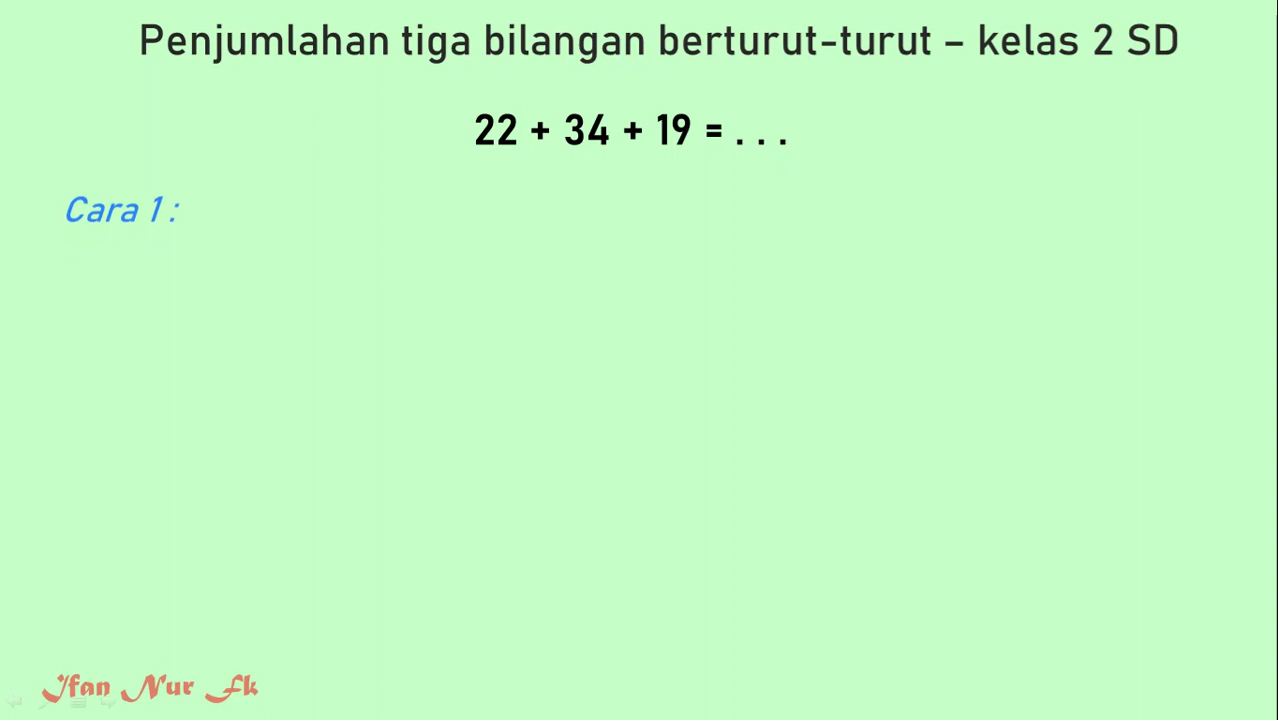 Penjumlahan tiga bilangan berturut-turut – kelas 2 SD
22 + 34 + 19 = . . .
Cara 1 :
Ifan Nur Fk